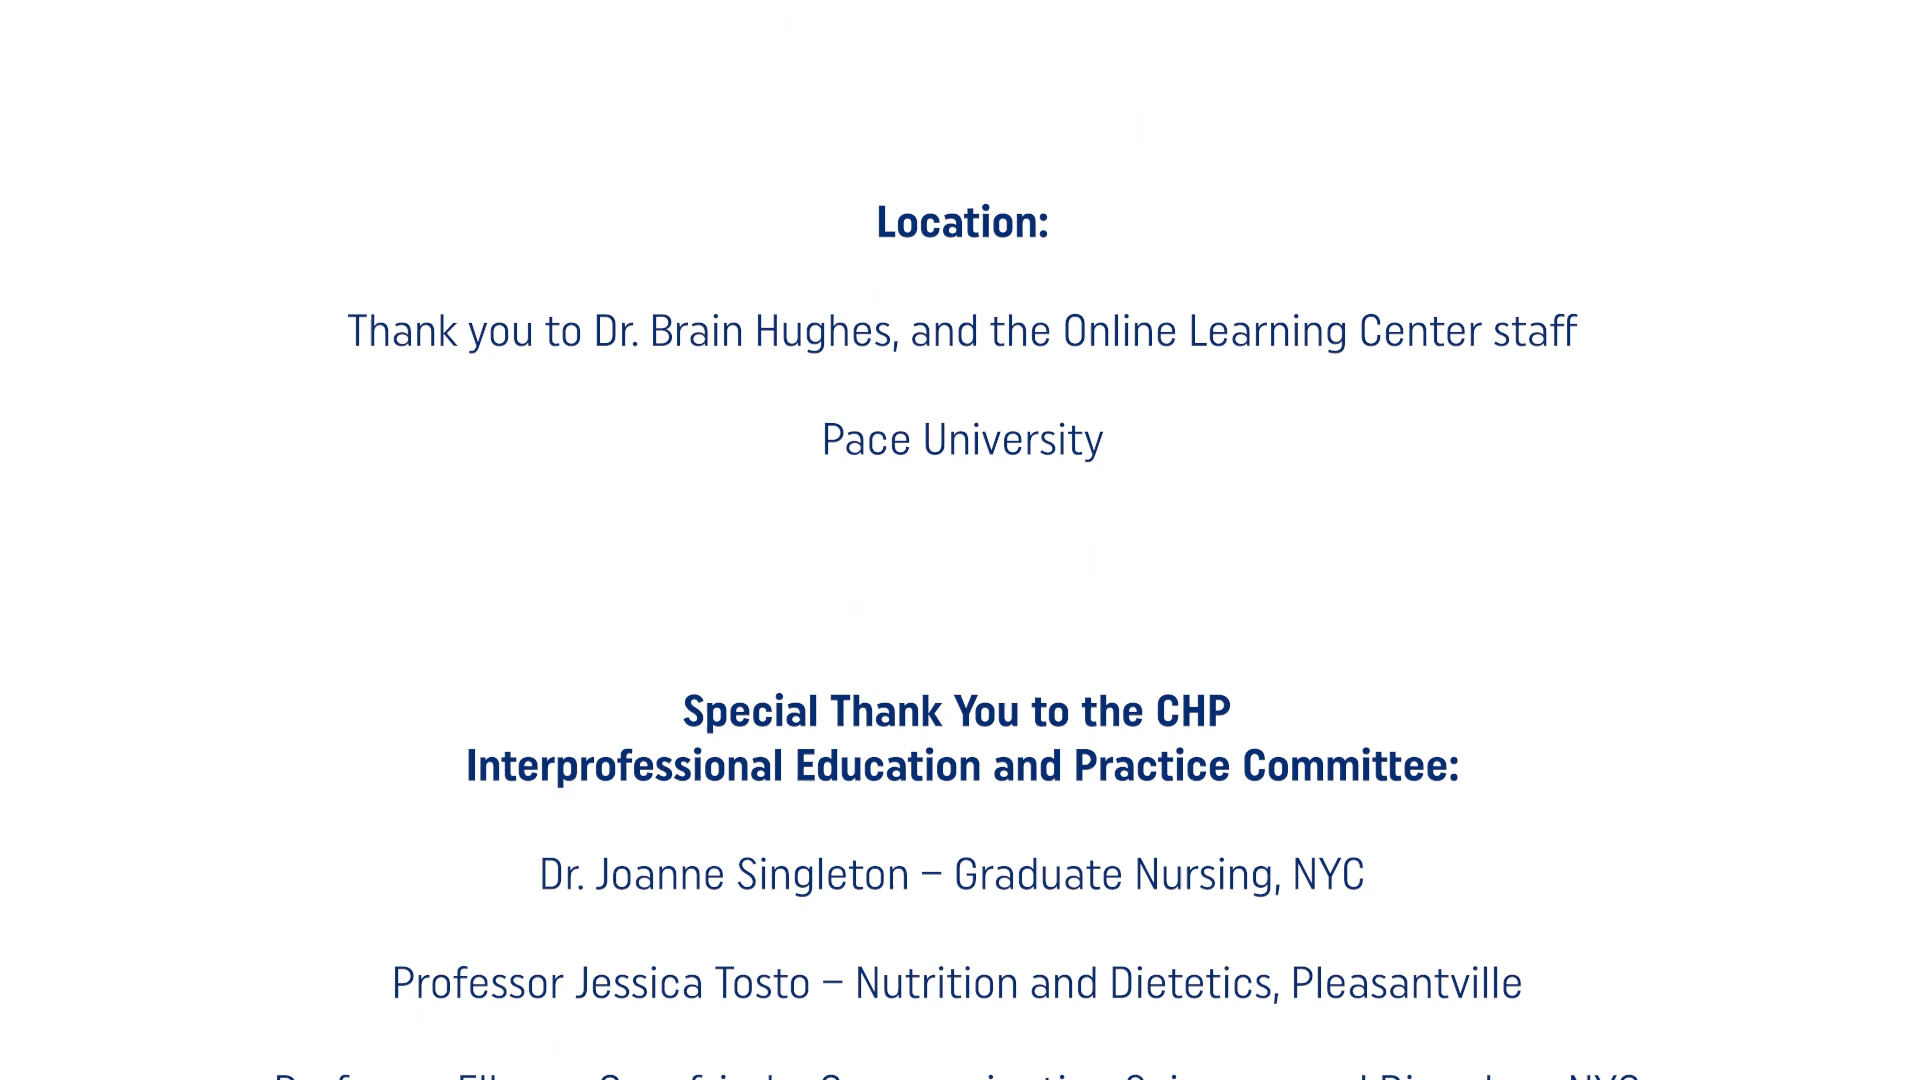 Location:
Thank you to Dr. Brain Hughes, and the Online Learning Center staff
Pace University
Special Thank You to the CHP
Interprofessional Education and Practice Committee:
Dr. Joanne Singleton – Graduate Nursing, NYC
Professor Jessica Tosto – Nutrition and Dietetics, Pleasantville